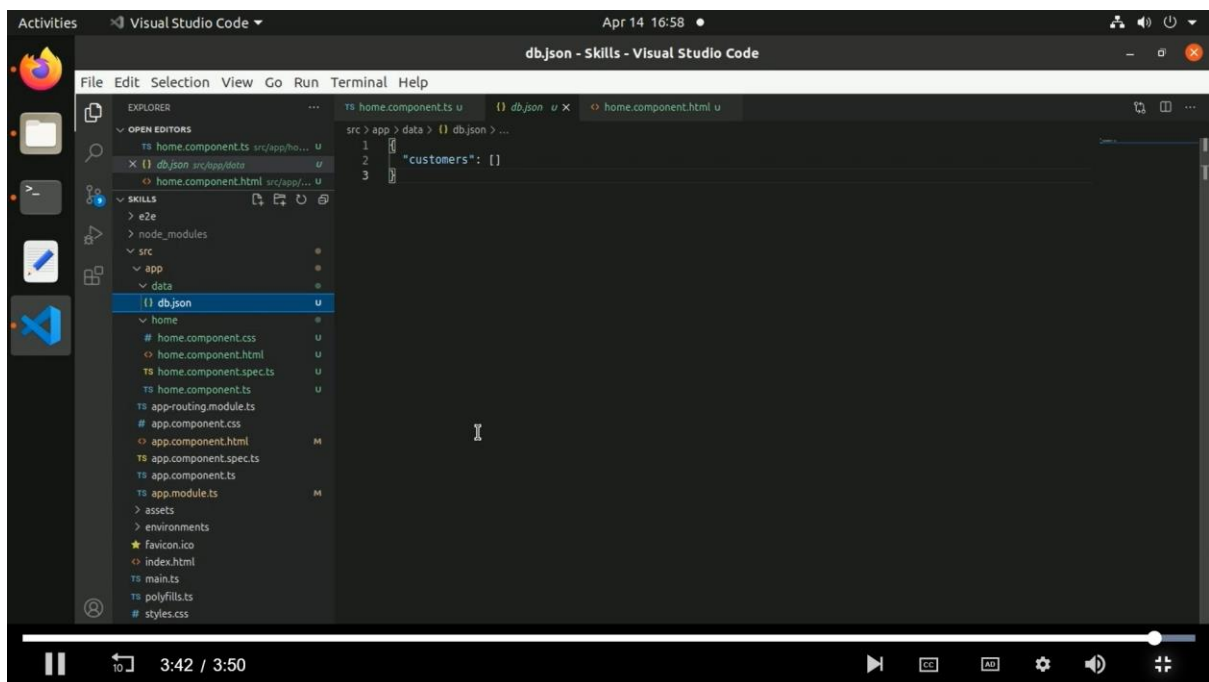 Activities
Visual Studio Code
Apr 14 16:58
db.json - Skills - Visual Studio Code
File Edit Selection View Go Run Terminal Help
EXPLORER
OPEN EDITORS
TS home.component.ts src/app/ho... U
{} db.json src/app/data U
<> home.component.html src/app/... U
SKILLS
e2e
node_modules
src
app
data
{} db.json U
home
# home.component.css U
<> home.component.html U
TS home.component.spec.ts U
TS home.component.ts U
TS app-routing.module.ts
# app.component.css
<> app.component.html M
TS app.component.spec.ts
TS app.component.ts
TS app.module.ts M
> assets
> environments
favicon.ico
<> index.html
TS main.ts
TS polyfills.ts
# styles.css
TS home.component.ts U
{} db.json U
<> home.component.html U
src > app > data > {} db.json > ...
1 {
2 "customers": []
3 }
10
3:42 / 3:50
CC
AD